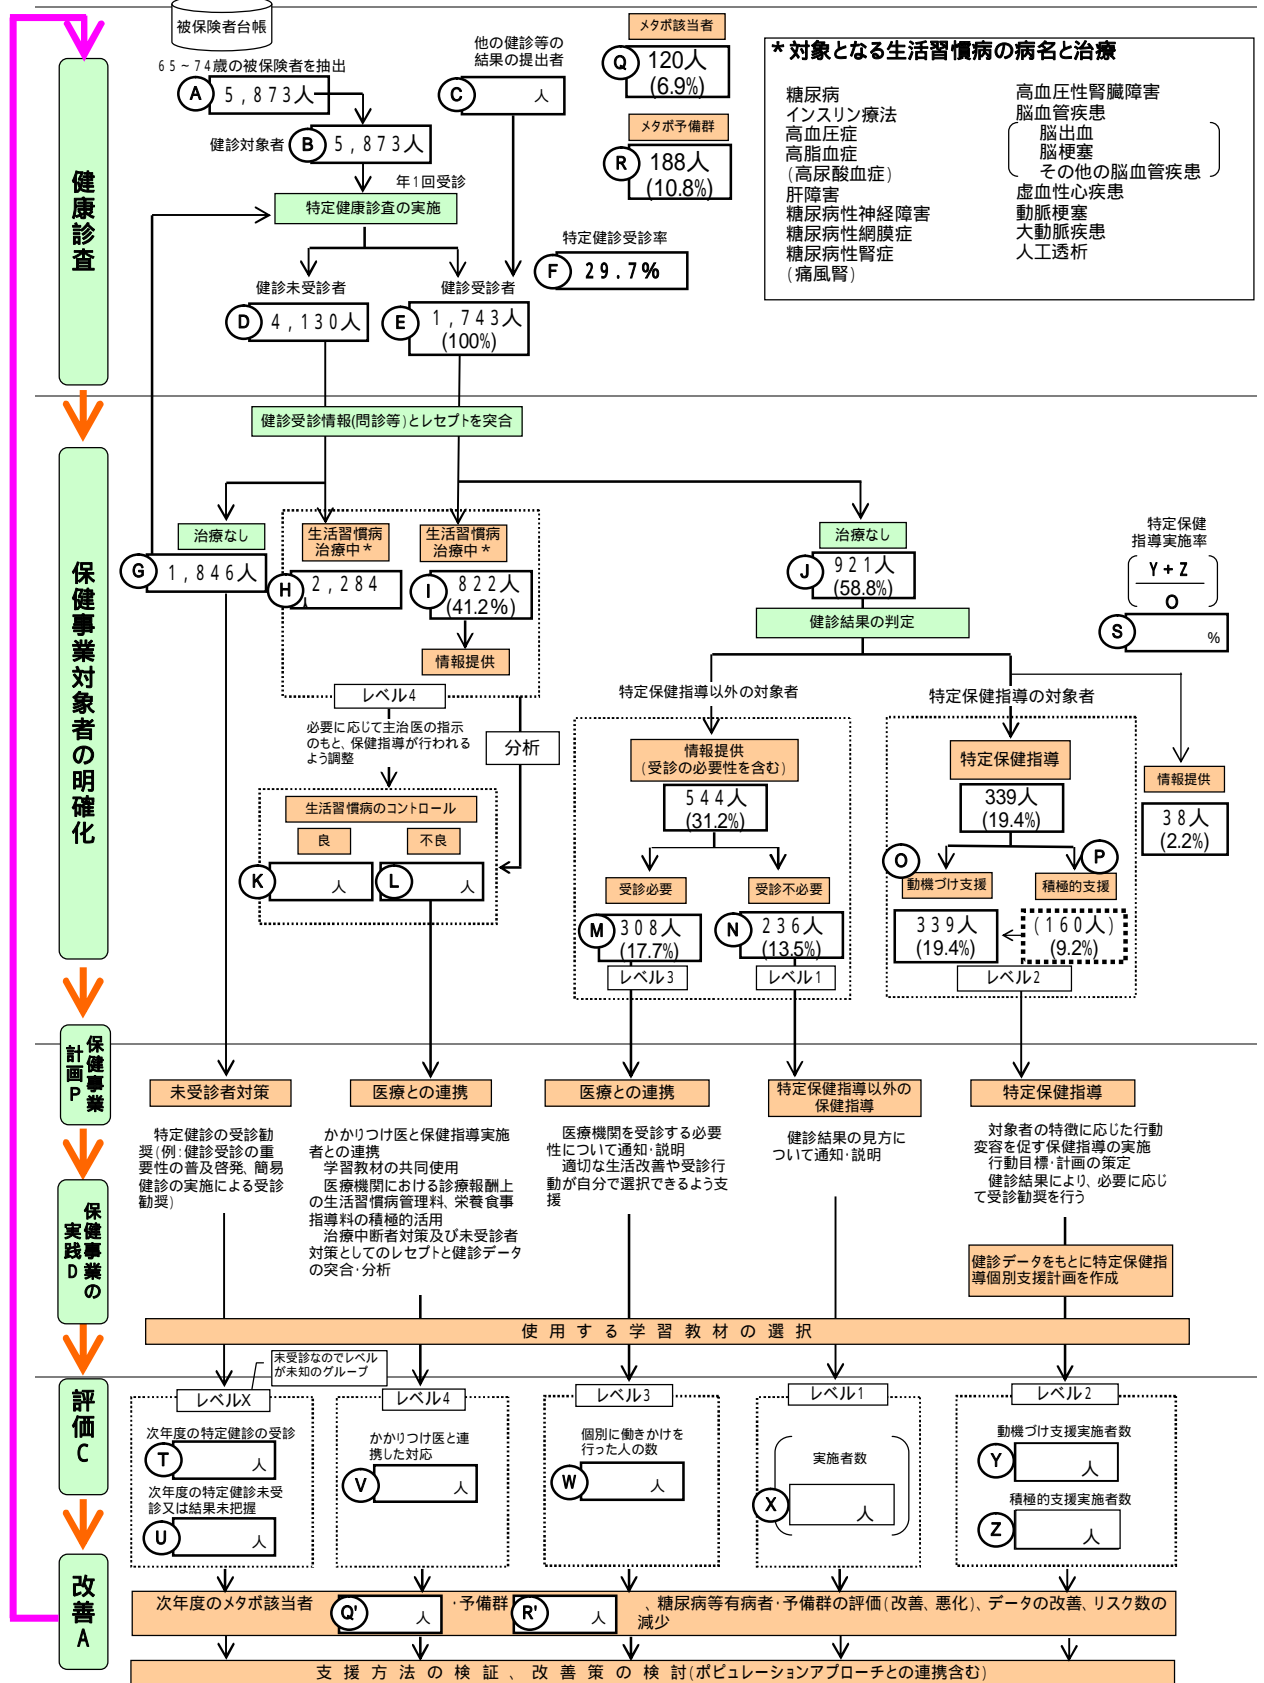 被保険者台帳
65~74歳の被保険者を抽出
A 5,873人
健診対象者 B 5,873人
年1回受診
特定健康診査の実施
他の健診等の
結果の提出者
C 人
メタボ該当者
Q 120人
(6.9%)
メタボ予備群
R 188人
(10.8%)
特定健診受診率
F 29.7%
*対象となる生活習慣病の病名と治療
糖尿病
インスリン療法
高血圧症
高脂血症
(高尿酸血症)
肝障害
糖尿病性神経障害
糖尿病性網膜症
糖尿病性腎症
(痛風腎)
高血圧性腎臓障害
脳血管疾患
脳出血
脳梗塞
その他の脳血管疾患
虚血性心疾患
動脈梗塞
大動脈疾患
人工透析
健診未受診者
D 4,130人
健診受診者
E 1,743人
(100%)
健康診査
健診受診情報(問診等)とレセプトを突合
治療なし
G 1,846人
生活習慣病
治療中*
H 2,284
人
生活習慣病
治療中*
I 822人
(41.2%)
情報提供
レベル4
治療なし
J 921人
(58.8%)
健診結果の判定
特定保健
指導実施率
Y+Z
O
S %
必要に応じて主治医の指示
のもと、保健指導が行われる
よう調整
分析
生活習慣病のコントロール
良
不良
K 人
L 人
特定保健指導以外の対象者
情報提供
(受診の必要性を含む)
544人
(31.2%)
受診必要
受診不必要
M 308人
(17.7%)
N 236人
(13.5%)
レベル3
レベル1
特定保健指導の対象者
特定保健指導
339人
(19.4%)
O
P
動機づけ支援
積極的支援
339人
(19.4%)
(160人)
(9.2%)
レベル2
情報提供
38人
(2.2%)
保健事業対象者の明確化
保健事業
計画P
未受診者対策
医療との連携
医療との連携
特定保健指導以外の
保健指導
特定保健指導
特定健診の受診勧
奨(例:健診受診の重
要性の普及啓発、簡易
健診の実施による受診
勧奨)
かかりつけ医と保健指導実施
者との連携
学習教材の共同使用
医療機関における診療報酬上
の生活習慣病管理料、栄養食事
指導料の積極的活用
治療中断者対策及び未受診者
対策としてのレセプトと健診データ
の突合・分析
医療機関を受診する必要
性について通知・説明
適切な生活改善や受診行
動が自分で選択できるよう支
援
健診結果の見方に
ついて通知・説明
対象者の特徴に応じた行動
変容を促す保健指導の実施
行動目標・計画の策定
健診結果により、必要に応じ
て受診勧奨を行う
健診データをもとに特定保健指
導個別支援計画を作成
保健事業の
実践D
使用する学習教材の選択
未受診なのでレベル
が未知のグループ
レベルX
次年度の特定健診の受診
T 人
次年度の特定健診未受
診又は結果未把握
U 人
レベル4
かかりつけ医と連
携した対応
V 人
レベル3
個別に働きかけを
行った人の数
W 人
レベル1
実施者数
X 人
レベル2
動機づけ支援実施者数
Y 人
積極的支援実施者数
Z 人
評価C
改善A
次年度のメタボ該当者 Q' 人 ・予備群 R' 人 、糖尿病等有病者・予備群の評価(改善、悪化)、データの改善、リスク数の
減少
支援方法の検証、改善策の検討(ポピュレーションアプローチとの連携含む)